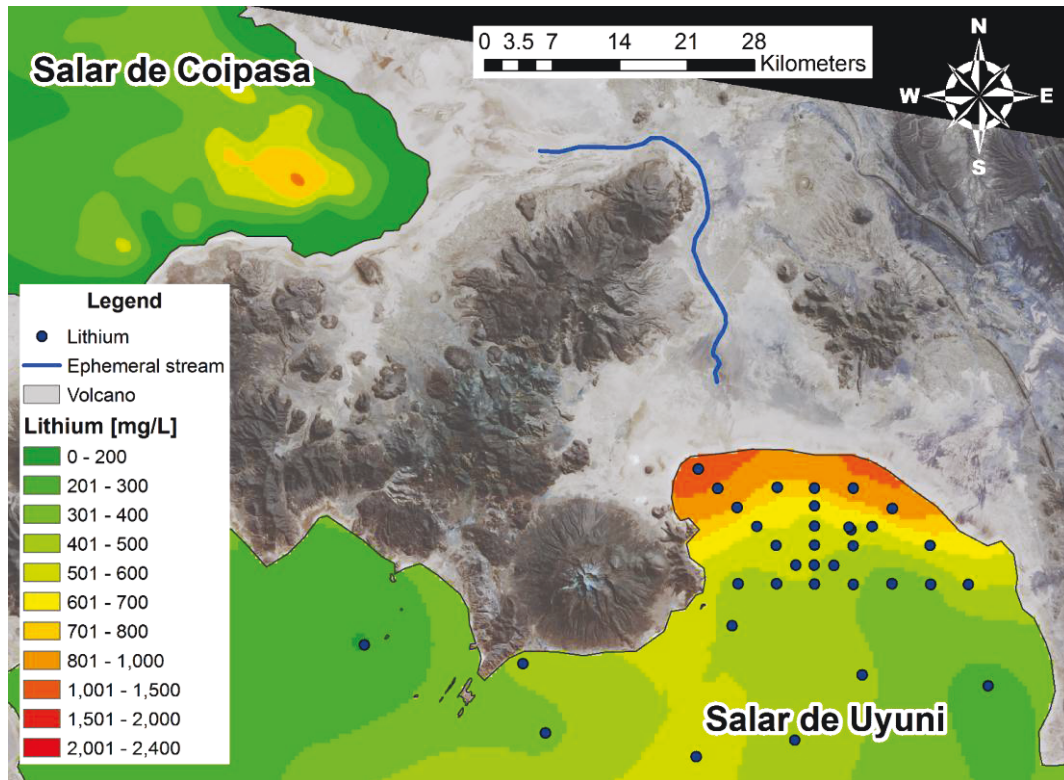 Salar de Coipasa
0 3.5 7 14 21 28
Kilometers
N
W E
S
Legend
Lithium
Ephemeral stream
Volcano
Lithium [mg/L]
0 - 200
201 - 300
301 - 400
401 - 500
501 - 600
601 - 700
701 - 800
801 - 1,000
1,001 - 1,500
1,501 - 2,000
2,001 - 2,400
Salar de Uyuni